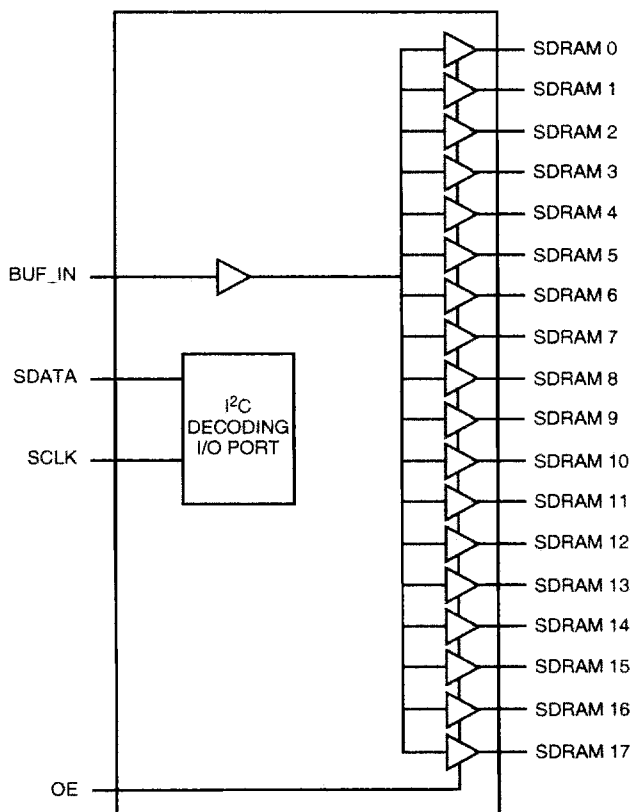 SDRAM 0
SDRAM 1
SDRAM 2
SDRAM 3
SDRAM 4
SDRAM 5
BUF_IN
SDRAM 6
SDRAM 7
SDATA
SDRAM 8
I²C
DECODING
I/O PORT
SDRAM 9
SCLK
SDRAM 10
SDRAM 11
SDRAM 12
SDRAM 13
SDRAM 14
SDRAM 15
SDRAM 16
SDRAM 17
OE